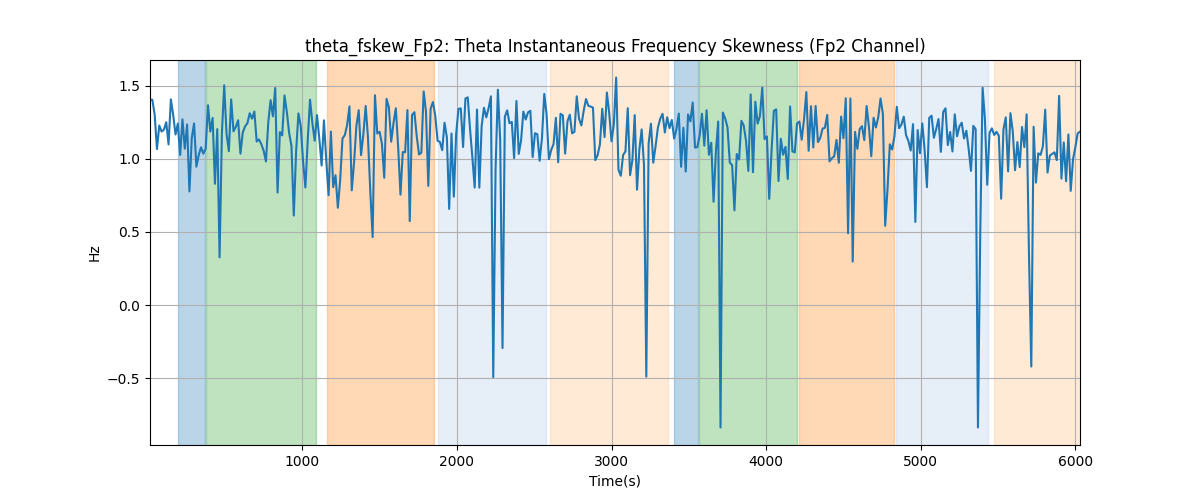 theta_fskew_Fp2: Theta Instantaneous Frequency Skewness (Fp2 Channel)
1.5
1.0
0.5
0.0
−0.5
Hz
1000 2000 3000 4000 5000 6000
Time(s)